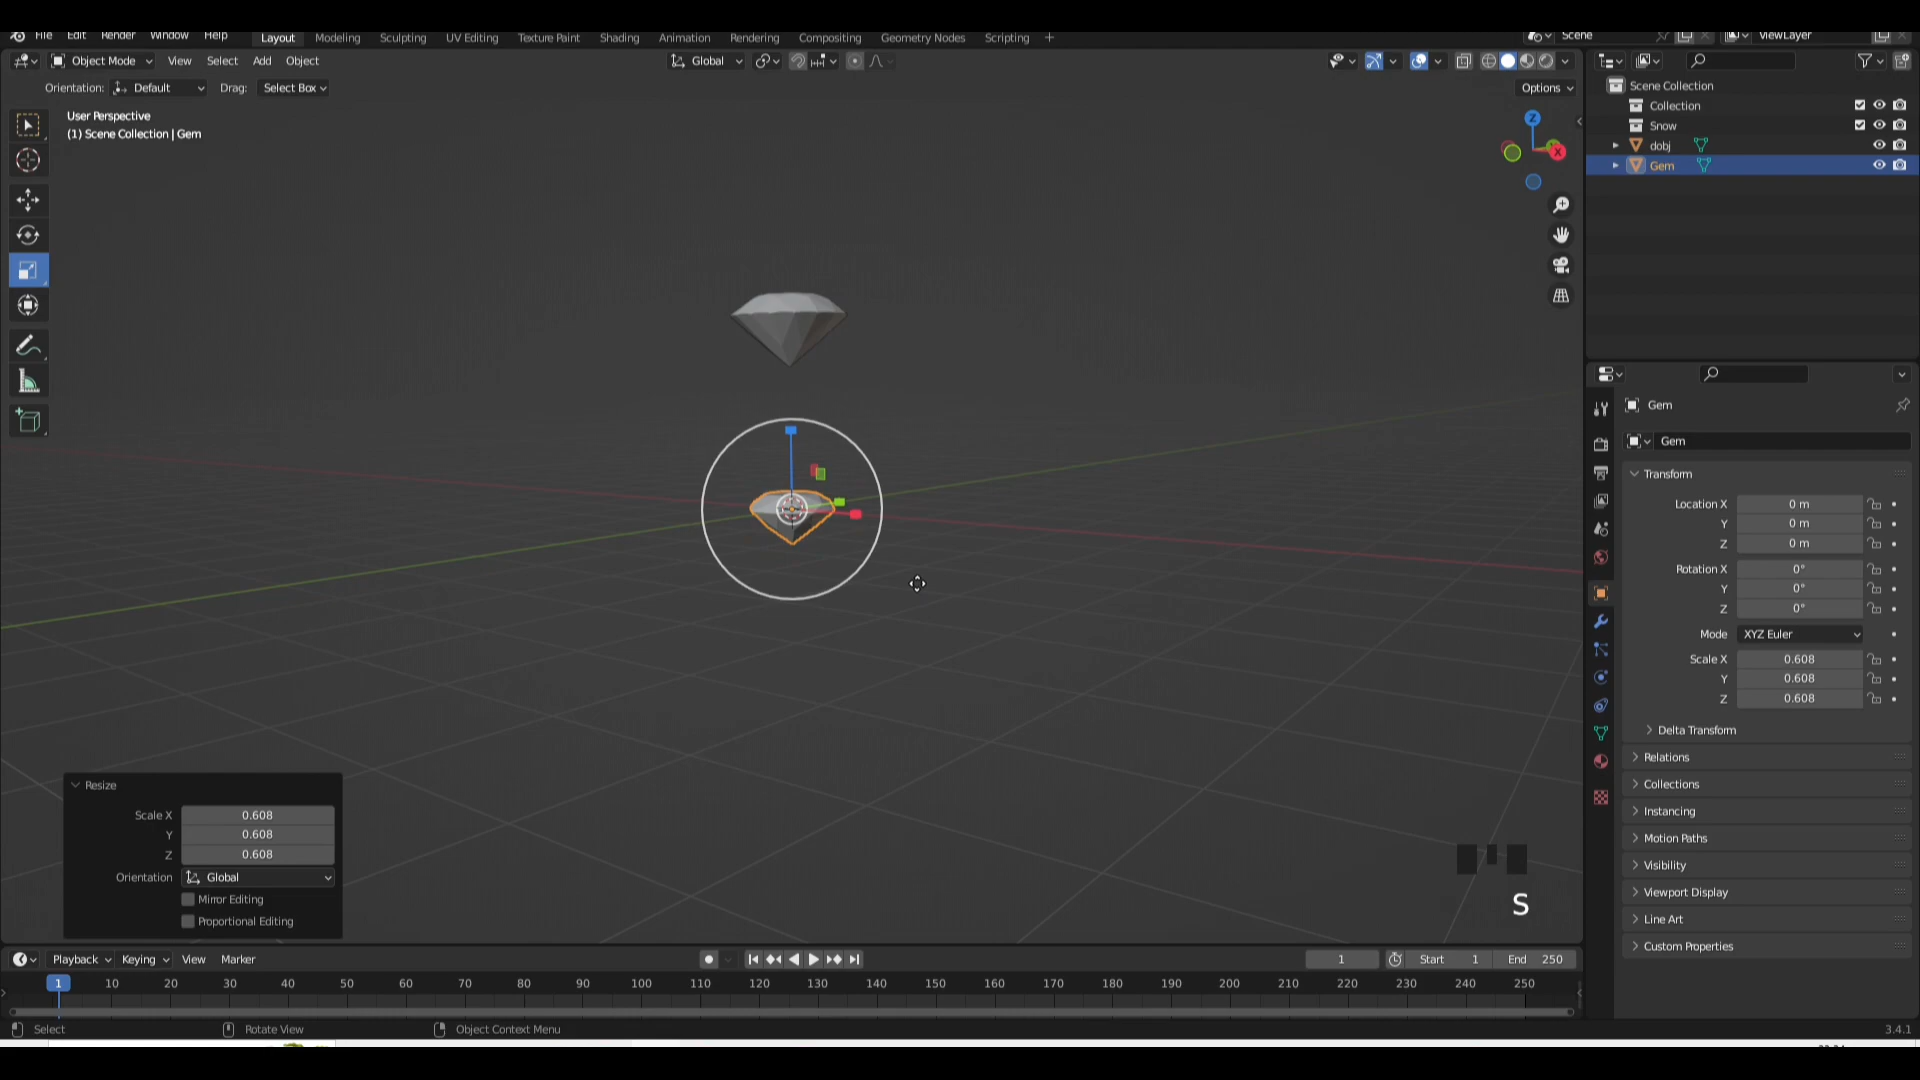 File Edit Render Window Help Layout Modeling Sculpting UV Editing Texture Paint Shading Animation Rendering Compositing Geometry Nodes Scripting + Scene ViewLayer
Object Mode View Select Add Object Global
Orientation: Default Drag: Select Box Options
User Perspective
(1) Scene Collection | Gem
Z
X
Scene Collection
Collection
Snow
dobj
Gem
Gem
Gem
Transform
Location X 0 m
Y 0 m
Z 0 m
Rotation X 0°
Y 0°
Z 0°
Mode XYZ Euler
Scale X 0.608
Y 0.608
Z 0.608
Delta Transform
Relations
Collections
Instancing
Motion Paths
Visibility
Viewport Display
Line Art
Custom Properties
Resize
Scale X 0.608
Y 0.608
Z 0.608
Orientation Global
Mirror Editing
Proportional Editing
S
Playback Keying View Marker 1 Start 1 End 250
1 10 20 30 40 50 60 70 80 90 100 110 120 130 140 150 160 170 180 190 200 210 220 230 240 250
Select Rotate View Object Context Menu 3.4.1